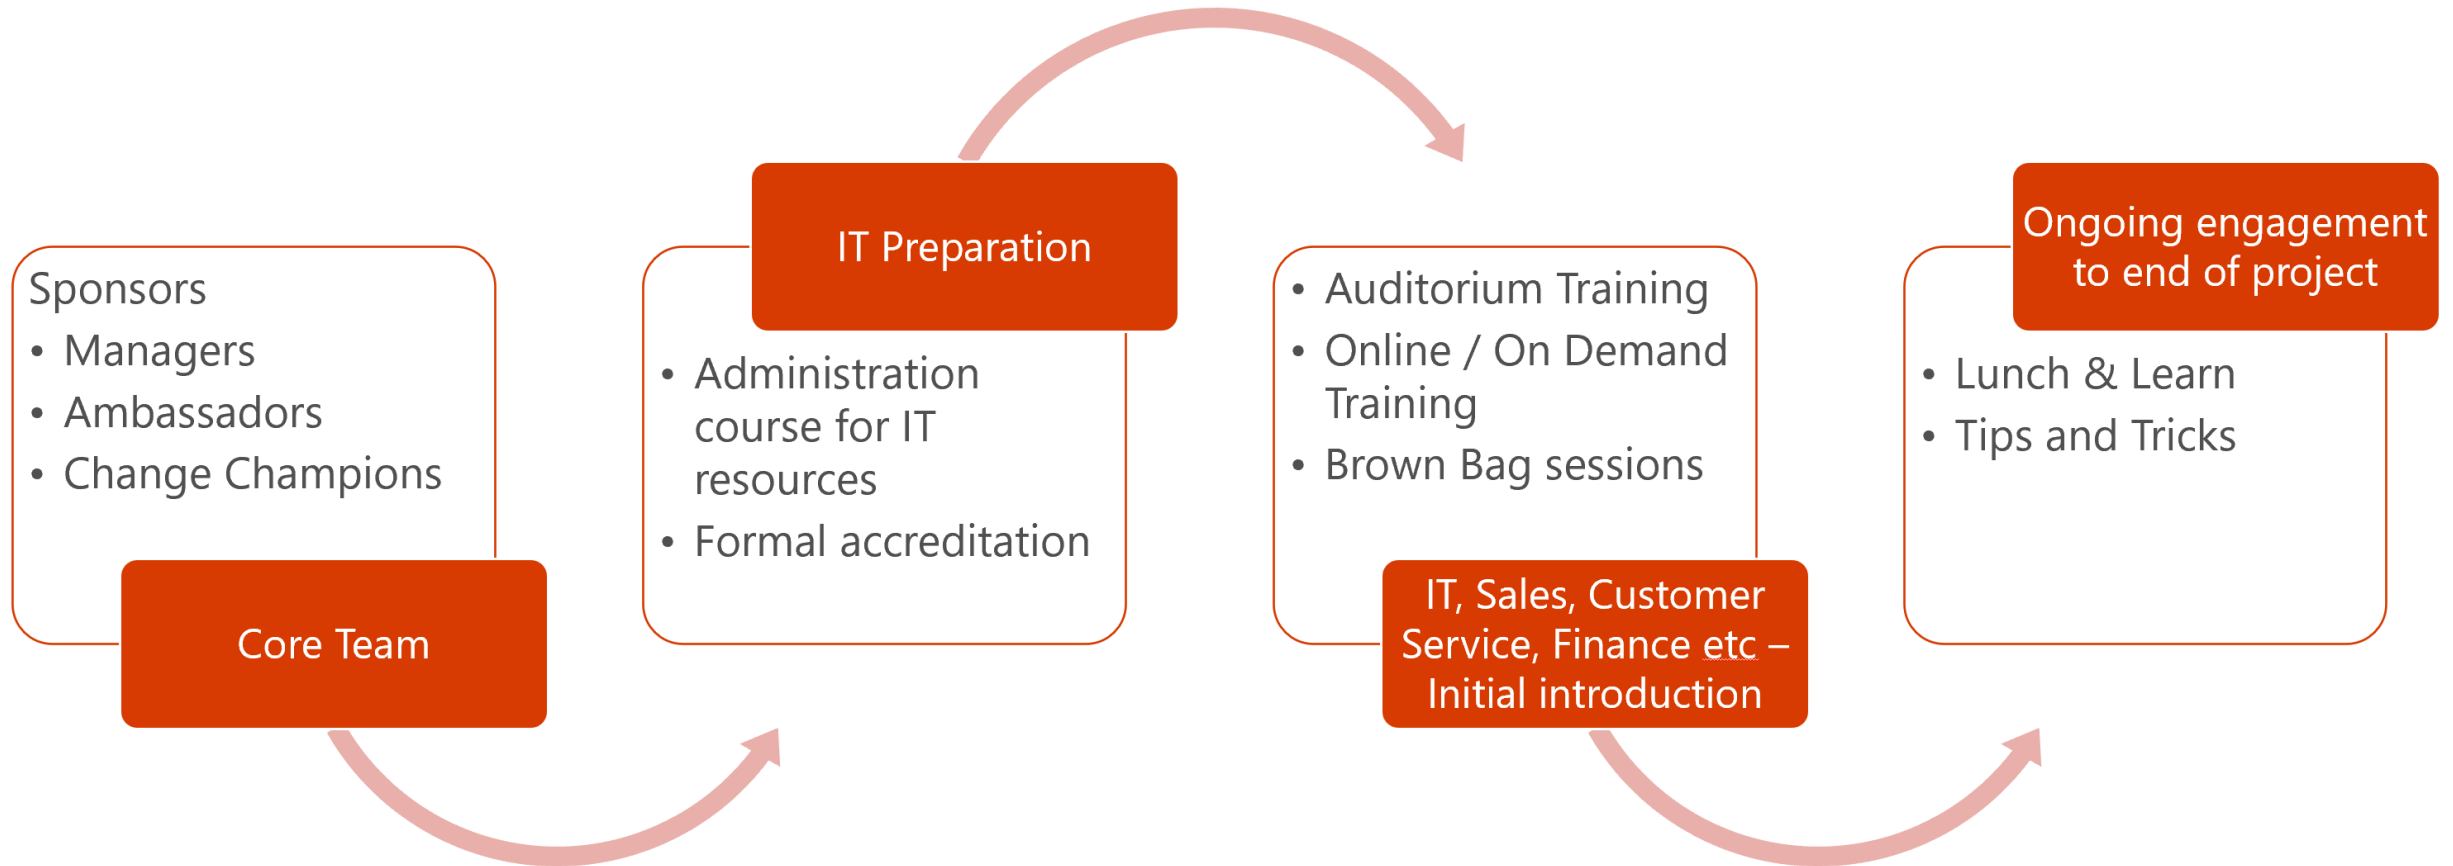 Sponsors
• Managers
• Ambassadors
• Change Champions
Core Team
IT Preparation
• Administration
course for IT
resources
• Formal accreditation
• Auditorium Training
• Online / On Demand
Training
• Brown Bag sessions
IT, Sales, Customer
Service, Finance etc –
Initial introduction
Ongoing engagement
to end of project
• Lunch & Learn
• Tips and Tricks